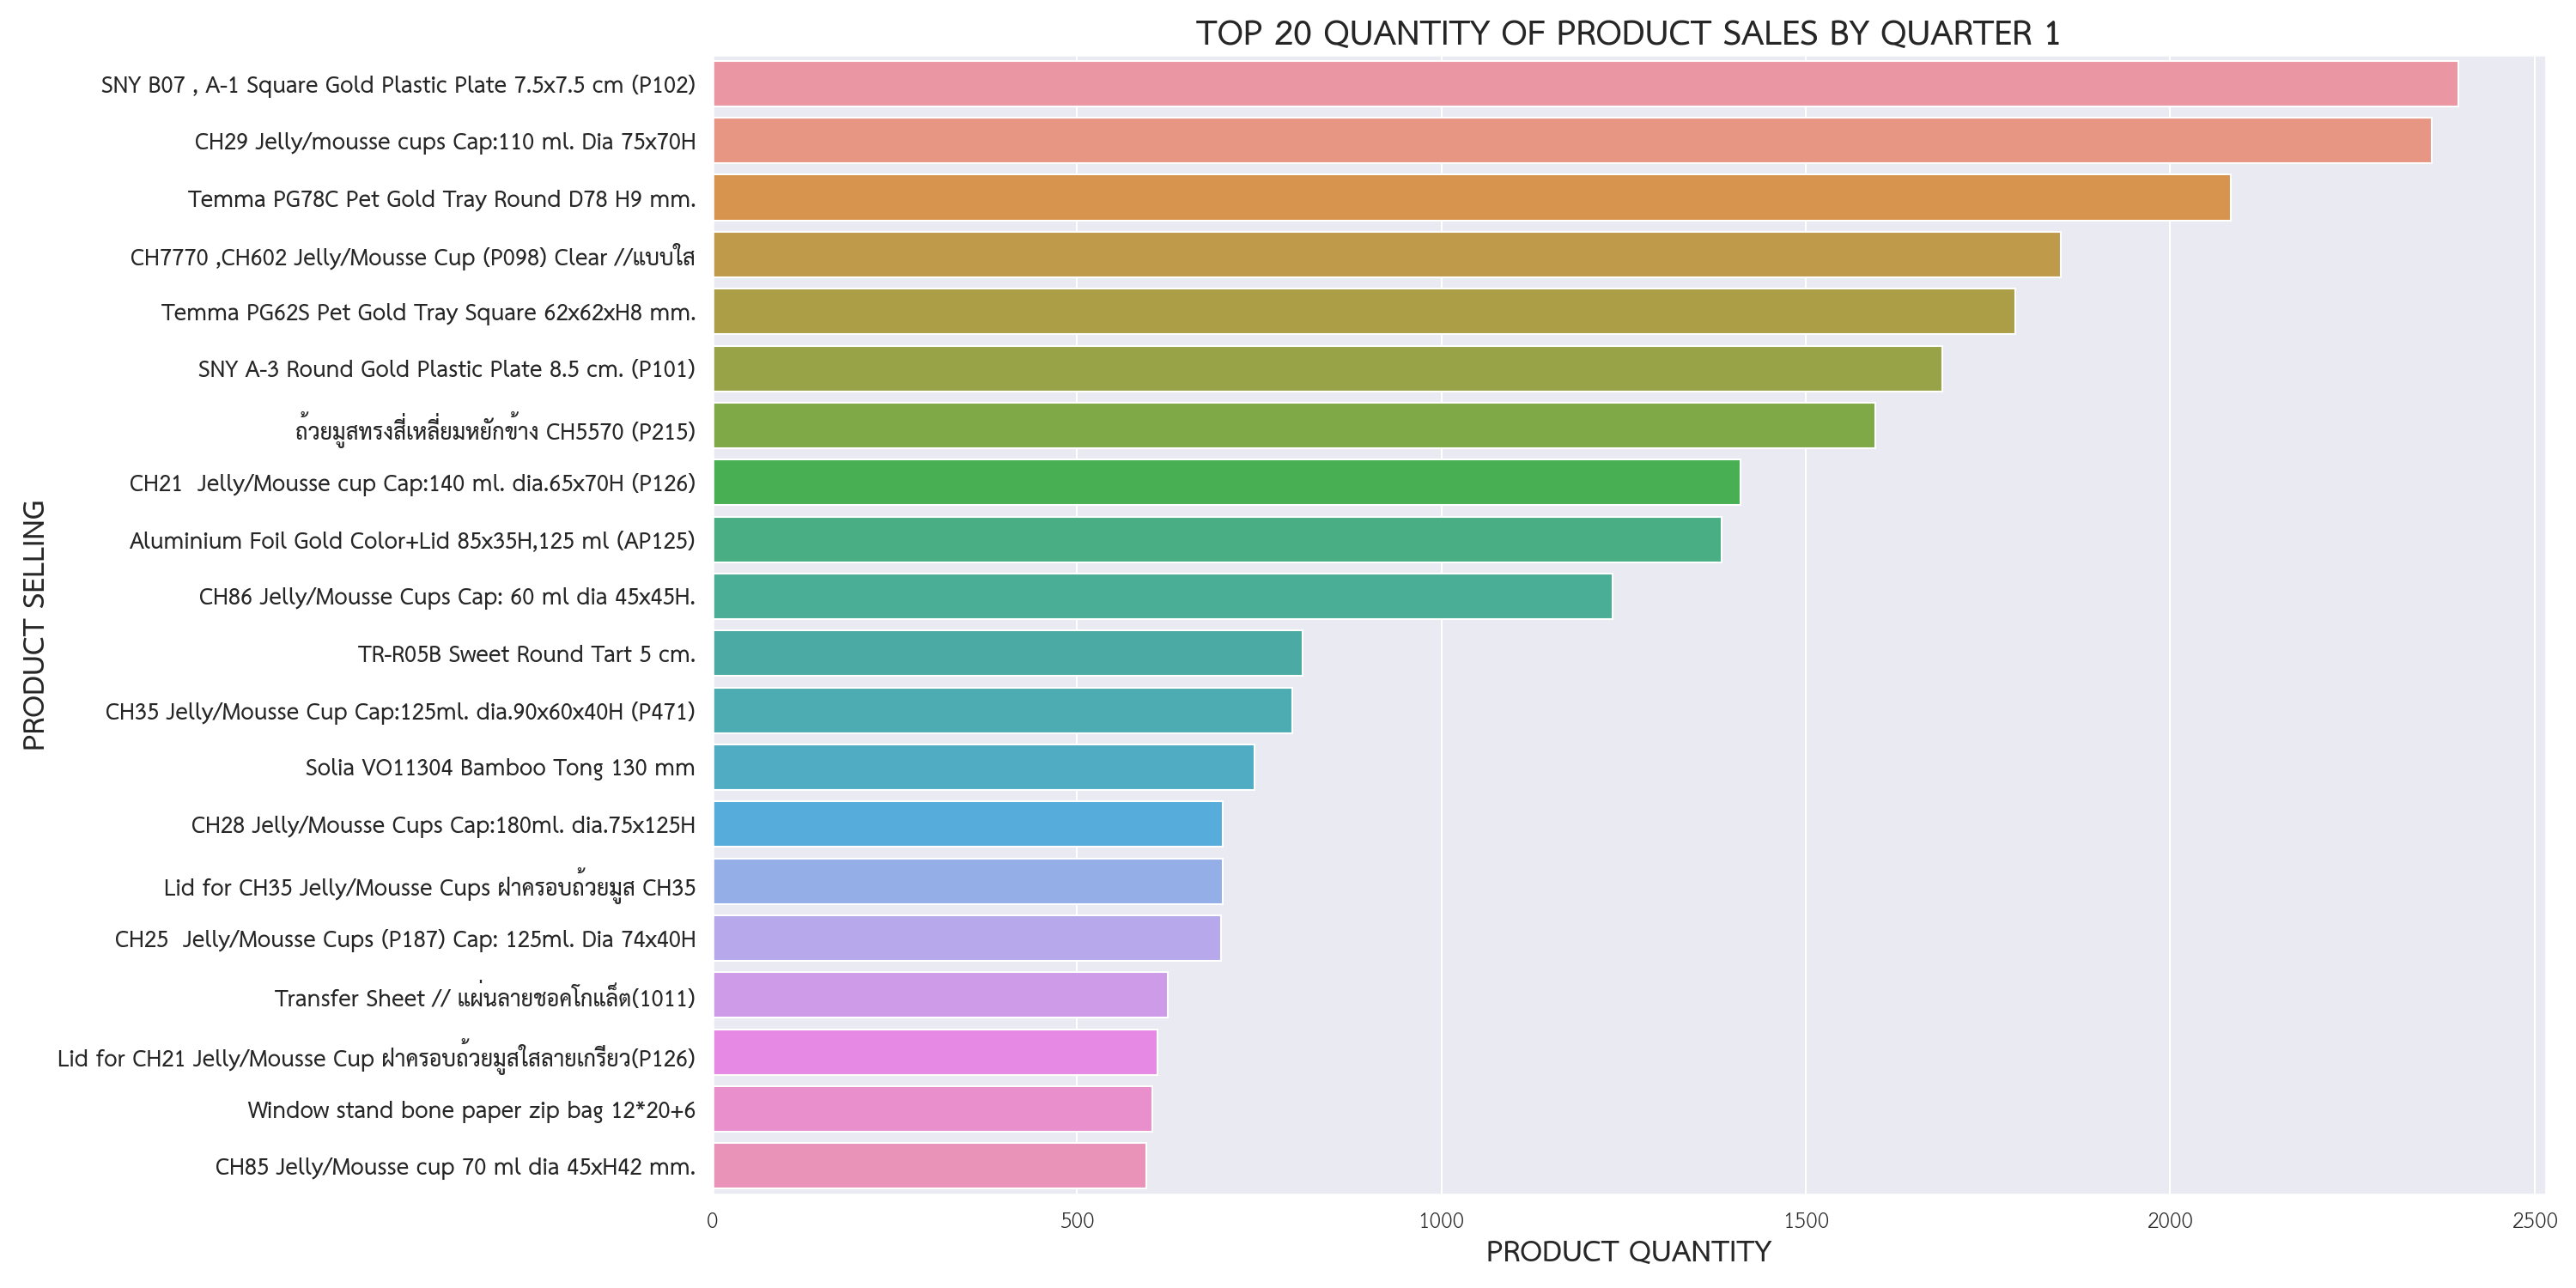 TOP 20 QUANTITY OF PRODUCT SALES BY QUARTER 1
PRODUCT SELLING
SNY B07 , A-1 Square Gold Plastic Plate 7.5x7.5 cm (P102)
CH29 Jelly/mousse cups Cap:110 ml. Dia 75x70H
Temma PG78C Pet Gold Tray Round D78 H9 mm.
CH7770 ,CH602 Jelly/Mousse Cup (P098) Clear //แบบใส
Temma PG62S Pet Gold Tray Square 62x62xH8 mm.
SNY A-3 Round Gold Plastic Plate 8.5 cm. (P101)
ถ้วยมูสทรงสี่เหลี่ยมหยักข้าง CH5570 (P215)
CH21  Jelly/Mousse cup Cap:140 ml. dia.65x70H (P126)
Aluminium Foil Gold Color+Lid 85x35H,125 ml (AP125)
CH86 Jelly/Mousse Cups Cap: 60 ml dia 45x45H.
TR-R05B Sweet Round Tart 5 cm.
CH35 Jelly/Mousse Cup Cap:125ml. dia.90x60x40H (P471)
Solia VO11304 Bamboo Tong 130 mm
CH28 Jelly/Mousse Cups Cap:180ml. dia.75x125H
Lid for CH35 Jelly/Mousse Cups ฝาครอบถ้วยมูส CH35
CH25  Jelly/Mousse Cups (P187) Cap: 125ml. Dia 74x40H
Transfer Sheet // แผ่นลายชอคโกแล็ต(1011)
Lid for CH21 Jelly/Mousse Cup ฝาครอบถ้วยมูสใสลายเกรียว(P126)
Window stand bone paper zip bag 12*20+6
CH85 Jelly/Mousse cup 70 ml dia 45xH42 mm.
0 500 1000 1500 2000 2500
PRODUCT QUANTITY